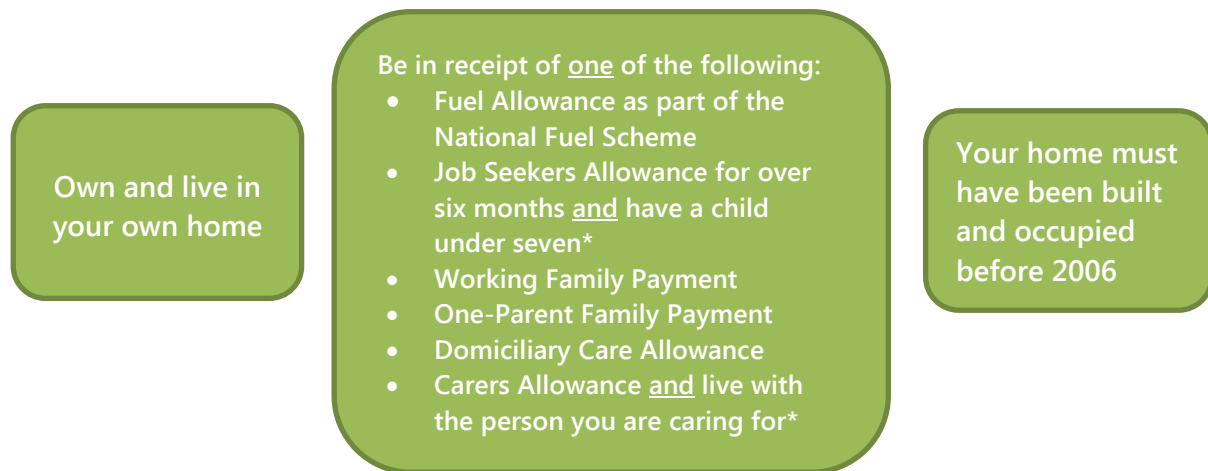 Own and live in
your own home
Be in receipt of one of the following:
• Fuel Allowance as part of the
National Fuel Scheme
• Job Seekers Allowance for over
six months and have a child
under seven*
• Working Family Payment
• One-Parent Family Payment
• Domiciliary Care Allowance
• Carers Allowance and live with
the person you are caring for*
Your home must
have been built
and occupied
before 2006